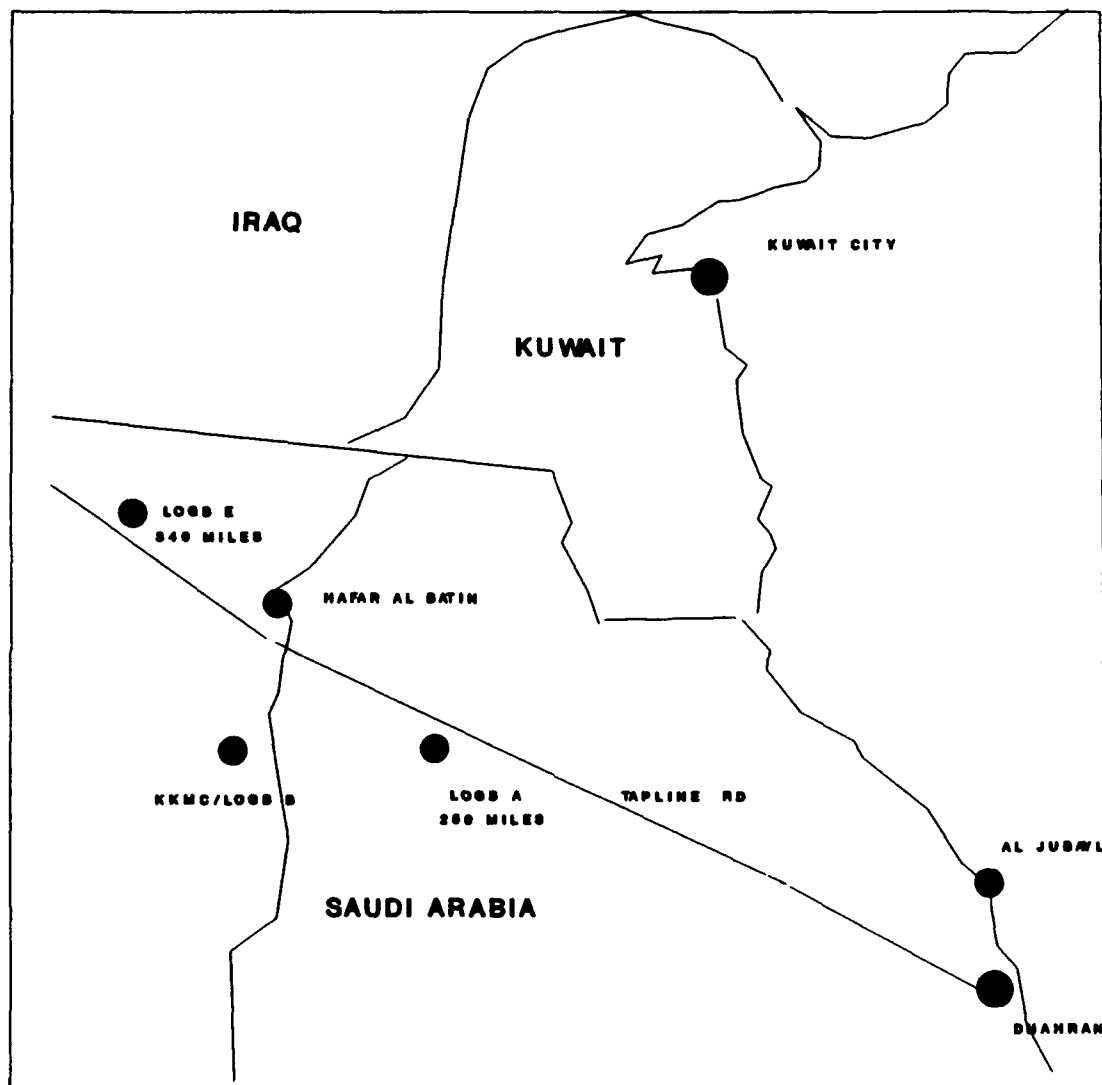 IRAQ
KUWAIT CITY
KUWAIT
LOGB E
340 MILES
HAFAR AL BATIN
KKMC/LOGB B
LOGB A
250 MILES
TAPLINE RD
AL JUBAYL
SAUDI ARABIA
DHAHRAN